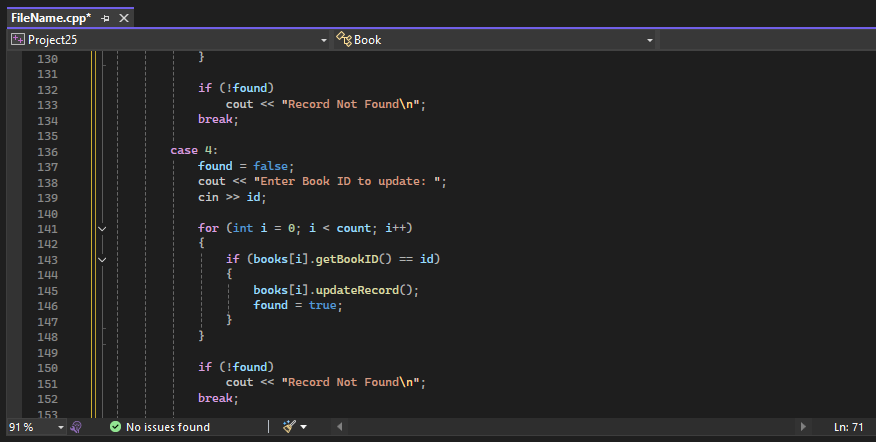 FileName.cpp*
Project25 Book
130 }
131
132 if (!found)
133 cout << "Record Not Found\n";
134 break;
135
136 case 4:
137 found = false;
138 cout << "Enter Book ID to update: ";
139 cin >> id;
140
141 for (int i = 0; i < count; i++)
142 {
143 if (books[i].getBookID() == id)
144 {
145 books[i].updateRecord();
146 found = true;
147 }
148 }
149
150 if (!found)
151 cout << "Record Not Found\n";
152 break;
153
91 % No issues found Ln: 71